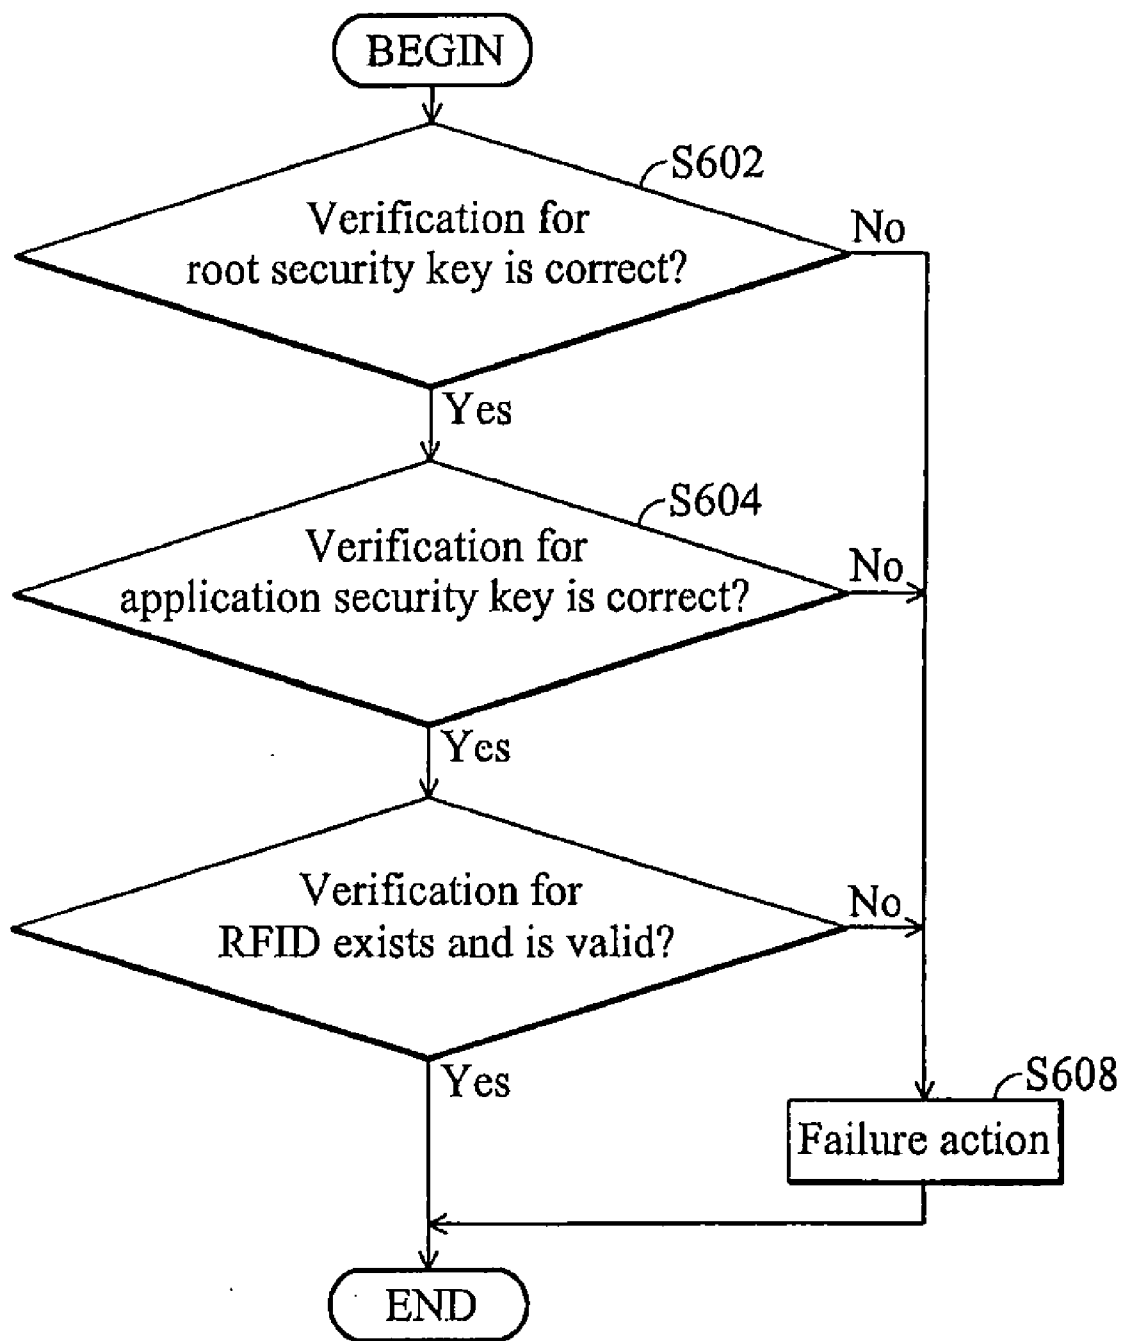 BEGIN
S602
Verification for
root security key is correct?
No
Yes
S604
Verification for
application security key is correct?
No
Yes
Verification for
RFID exists and is valid?
No
Yes
S608
Failure action
END